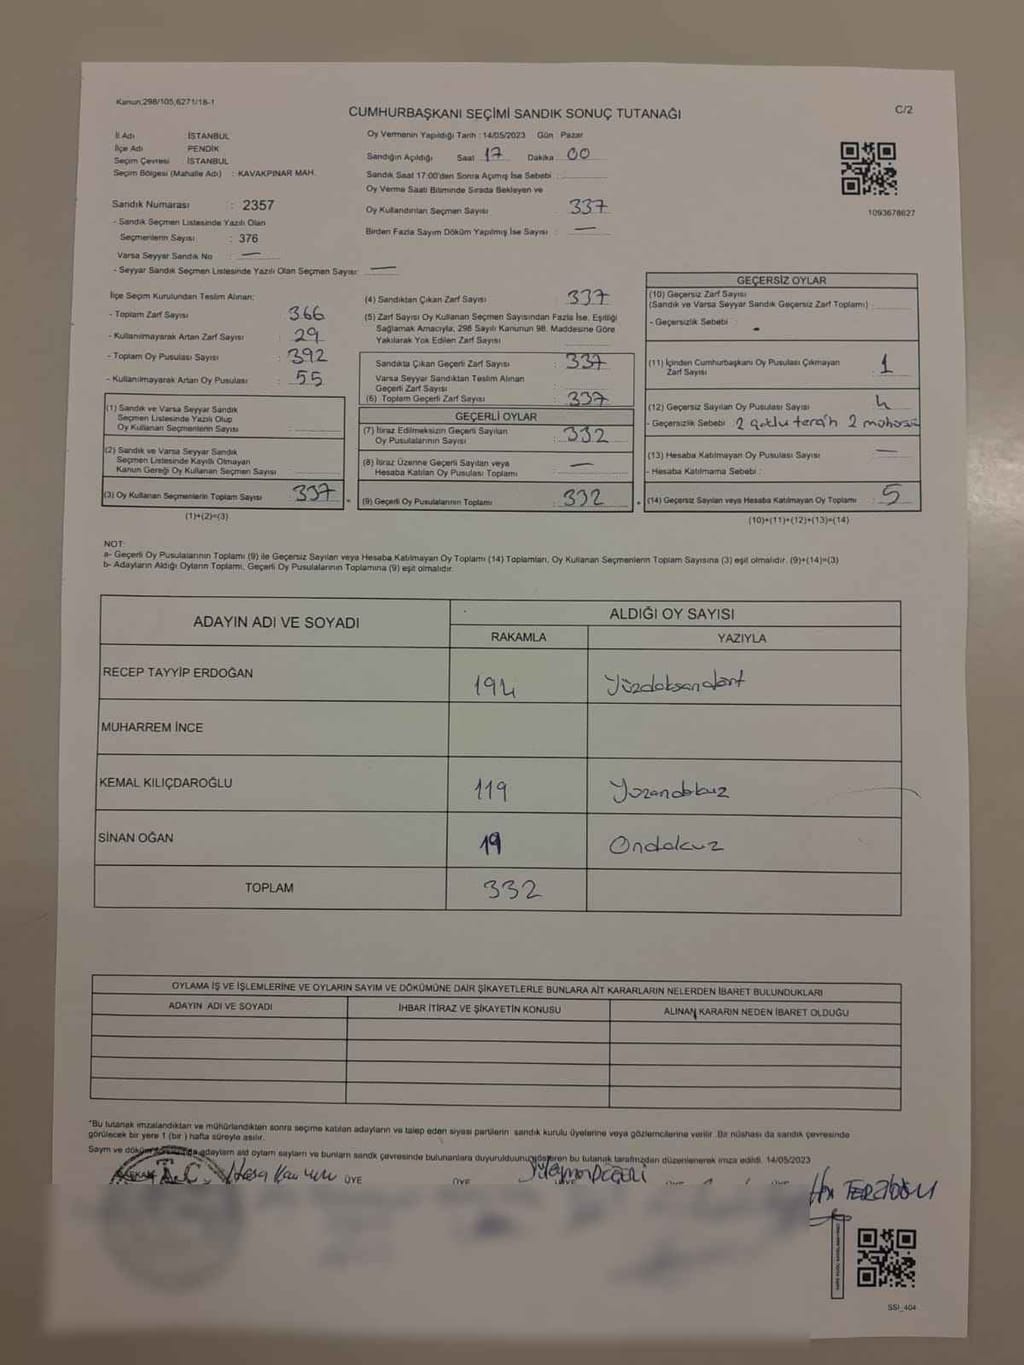 Kanun;298/105,6271/18-1
CUMHURBAŞKANI SEÇİMİ SANDIK SONUÇ TUTANAĞI
C/2
İl Adı İSTANBUL
İlçe Adı PENDİK
Seçim Çevresi İSTANBUL
Seçim Bölgesi (Mahalle Adı) : KAVAKPINAR MAH.
Sandık Numarası : 2357
- Sandık Seçmen Listesinde Yazılı Olan
Seçmenlerin Sayısı : 376
Varsa Seyyar Sandık No : —
- Seyyar Sandık Seçmen Listesinde Yazılı Olan Seçmen Sayısı: —
Oy Vermenin Yapıldığı Tarih : 14/05/2023 Gün Pazar
Sandığın Açıldığı Saat 17 Dakika 00
Sandık Saat 17:00'den Sonra Açılmış İse Sebebi :
Oy Verme Saati Bitiminde Sırada Bekleyen ve
Oy Kullandırılan Seçmen Sayısı : 337
Birden Fazla Sayım Döküm Yapılmış İse Sayısı : —
1093678627
İlçe Seçim Kurulundan Teslim Alınan;
- Toplam Zarf Sayısı : 366
- Kullanılmayarak Artan Zarf Sayısı : 29
- Toplam Oy Pusulası Sayısı : 392
- Kullanılmayarak Artan Oy Pusulası : 55
(1) Sandık ve Varsa Seyyar Sandık
Seçmen Listesinde Yazılı Olup
Oy Kullanan Seçmenlerin Sayısı
(2) Sandık ve Varsa Seyyar Sandık
Seçmen Listesinde Kayıtlı Olmayan
Kanun Gereği Oy Kullanan Seçmen Sayısı
(3) Oy Kullanan Seçmenlerin Toplam Sayısı : 337
(1)+(2)=(3)
(4) Sandıktan Çıkan Zarf Sayısı : 337
(5) Zarf Sayısı Oy Kullanan Seçmen Sayısından Fazla İse, Eşitliği
Sağlamak Amacıyla, 298 Sayılı Kanunun 98. Maddesine Göre
Yakılarak Yok Edilen Zarf Sayısı
Sandıkta Çıkan Geçerli Zarf Sayısı : 337
Varsa Seyyar Sandıktan Teslim Alınan
Geçerli Zarf Sayısı
(6) Toplam Geçerli Zarf Sayısı : 337
GEÇERLİ OYLAR
(7) İtiraz Edilmeksizin Geçerli Sayılan
Oy Pusulalarının Sayısı : 332
(8) İtiraz Üzerine Geçerli Sayılan veya
Hesaba Katılan Oy Pusulası Toplamı : —
(9) Geçerli Oy Pusulalarının Toplamı : 332
GEÇERSİZ OYLAR
(10) Geçersiz Zarf Sayısı
(Sandık ve Varsa Seyyar Sandık Geçersiz Zarf Toplamı) :
- Geçersizlik Sebebi :
(11) İçinden Cumhurbaşkanı Oy Pusulası Çıkmayan
Zarf Sayısı : 1
(12) Geçersiz Sayılan Oy Pusulası Sayısı : 4
- Geçersizlik Sebebi : 2 çoklu tercih 2
(13) Hesaba Katılmayan Oy Pusulası Sayısı : —
- Hesaba Katılmama Sebebi :
(14) Geçersiz Sayılan veya Hesaba Katılmayan Oy Toplamı : 5
(10)+(11)+(12)+(13)=(14)
NOT:
a- Geçerli Oy Pusulalarının Toplamı (9) ile Geçersiz Sayılan veya Hesaba Katılmayan Oy Toplamı (14) Toplamları, Oy Kullanan Seçmenlerin Toplam Sayısına (3) eşit olmalıdır. (9)+(14)=(3)
b- Adayların Aldığı Oyların Toplamı, Geçerli Oy Pusulalarının Toplamına (9) eşit olmalıdır.
ADAYIN ADI VE SOYADI ALDIĞI OY SAYISI
RAKAMLA YAZIYLA
RECEP TAYYİP ERDOĞAN 194 Yüzdoksandört
MUHARREM İNCE
KEMAL KILIÇDAROĞLU 119 Yüzondokuz
SİNAN OĞAN 19 Ondokuz
TOPLAM 332
OYLAMA İŞ VE İŞLEMLERİNE VE OYLARIN SAYIM VE DÖKÜMÜNE DAİR ŞİKAYETLERLE BUNLARA AİT KARARLARIN NELERDEN İBARET BULUNDUKLARI
ADAYIN ADI VE SOYADI İHBAR İTİRAZ VE ŞİKAYETİN KONUSU ALINAN KARARIN NEDEN İBARET OLDUĞU
*Bu tutanak imzalandıktan ve mühürlendikten sonra seçime katılan adayların ve talep eden siyasi partilerin sandık kurulu üyelerine veya gözlemcilerine verilir. Bir nüshası da sandık çevresinde
görülecek bir yere 1 (bir ) hafta süreyle asılır.
Sayım ve döküm adayların aldığı oyların sayısı ve bunların sandık çevresinde bulunanlara duyurulduğunu gösteren bu tutanak tarafımızdan düzenlenerek imza edildi. 14/05/2023
T.C. ÜYE ÜYE
SSI_404